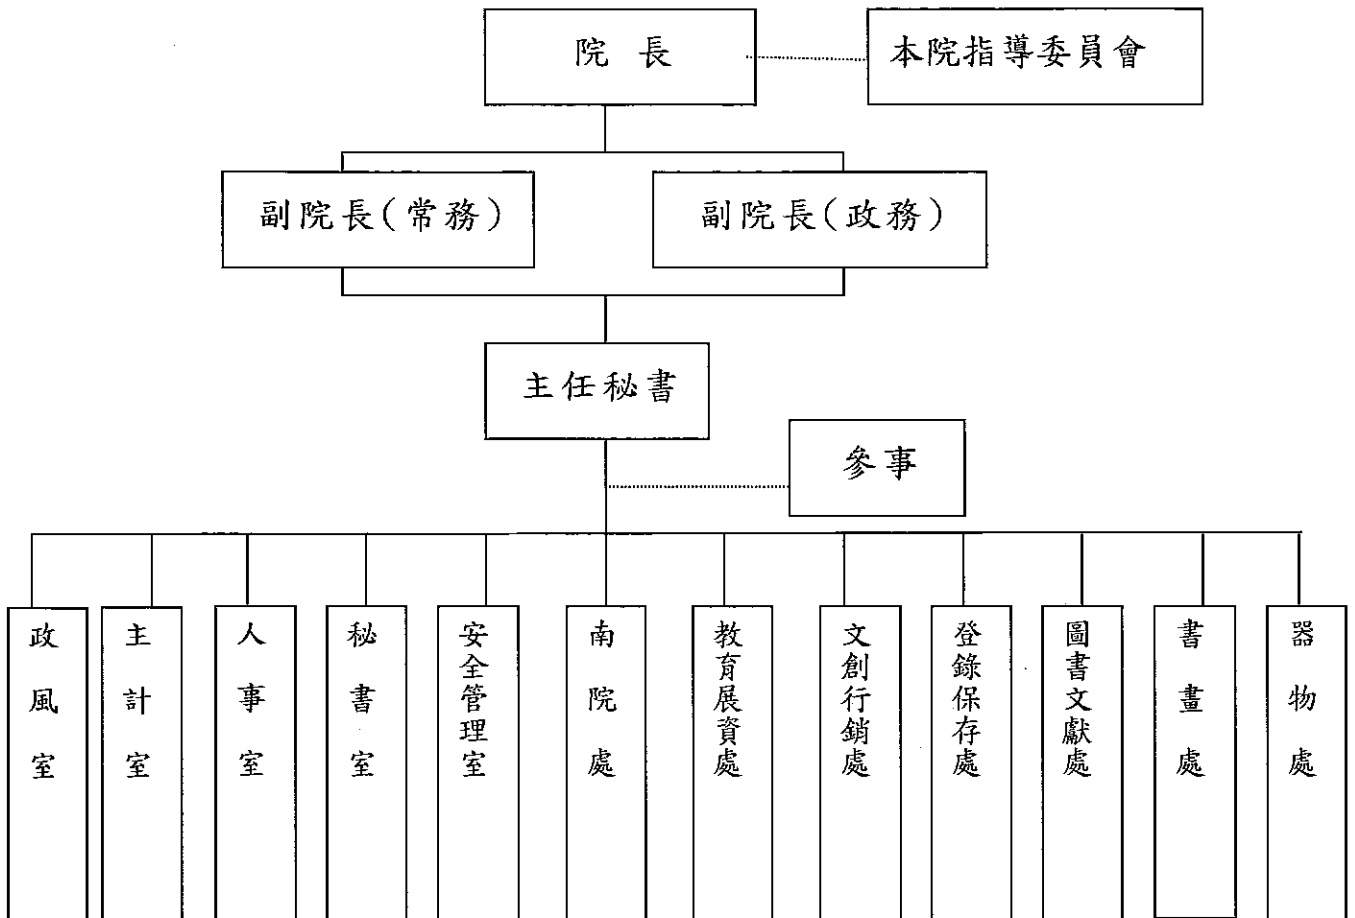 院長
本院指導委員會
副院長(常務)
副院長(政務)
主任秘書
參事
政風室
主計室
人事室
秘書室
安全管理室
南院處
教育展資處
文創行銷處
登錄保存處
圖書文獻處
書畫處
器物處